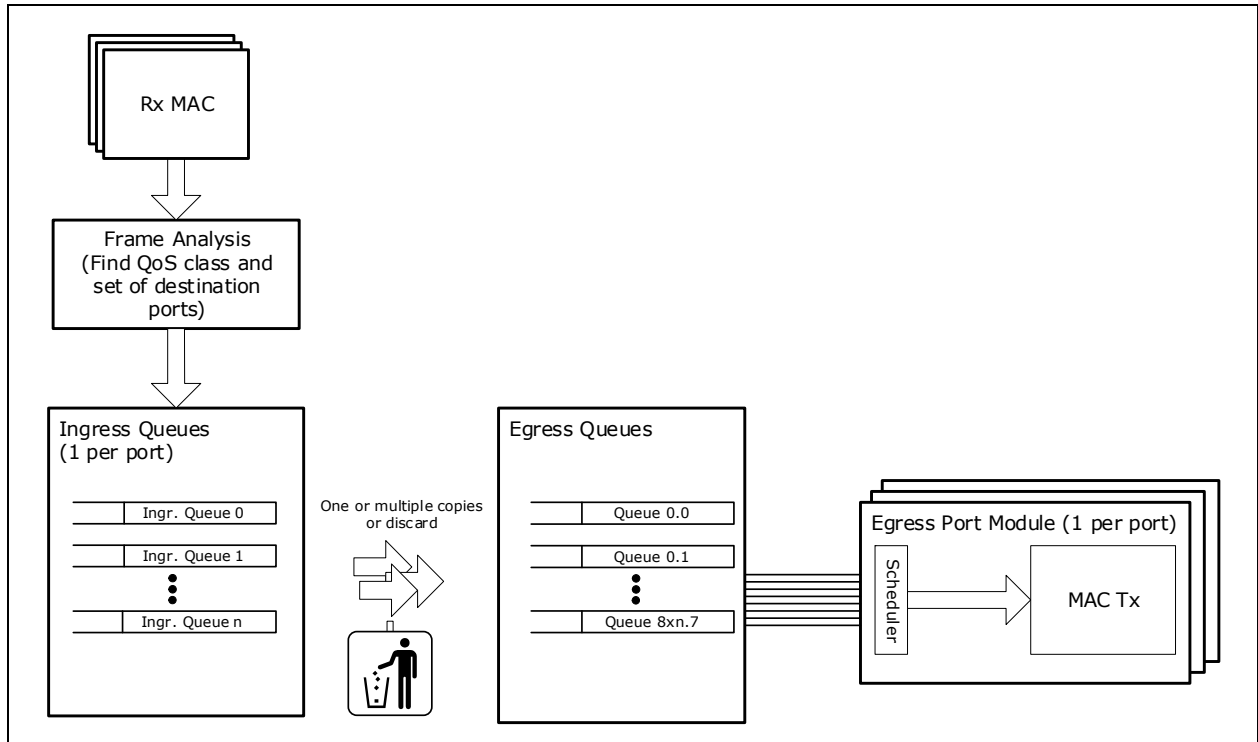 Rx MAC
Frame Analysis
(Find QoS class and
set of destination
ports)
Ingress Queues
(1 per port)
Ingr. Queue 0
Ingr. Queue 1
Ingr. Queue n
One or multiple copies
or discard
Egress Queues
Queue 0.0
Queue 0.1
Queue 8xn.7
Egress Port Module (1 per port)
Scheduler
MAC Tx